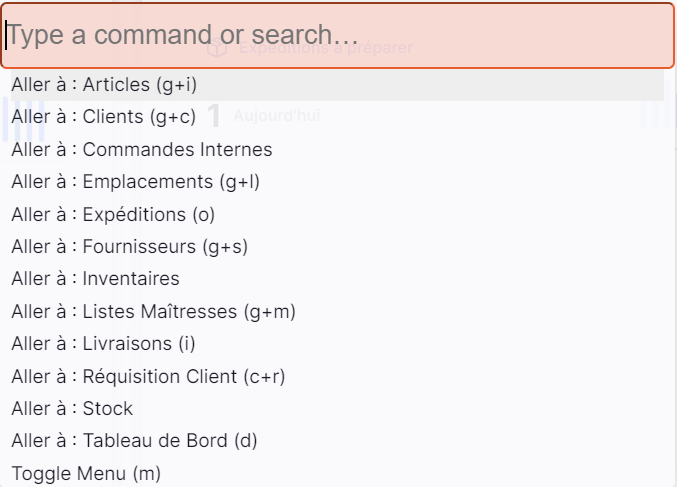 Type a command or search...
Expéditions à préparer
Aller à : Articles (g+i)
Aller à : Clients (g+c)
1 Aujourd'hui
Aller à : Commandes Internes
Aller à : Emplacements (g+l)
Aller à : Expéditions (o)
Aller à : Fournisseurs (g+s)
Aller à : Inventaires
Aller à : Listes Maîtresses (g+m)
Aller à : Livraisons (i)
Aller à : Réquisition Client (c+r)
Aller à : Stock
Aller à : Tableau de Bord (d)
Toggle Menu (m)